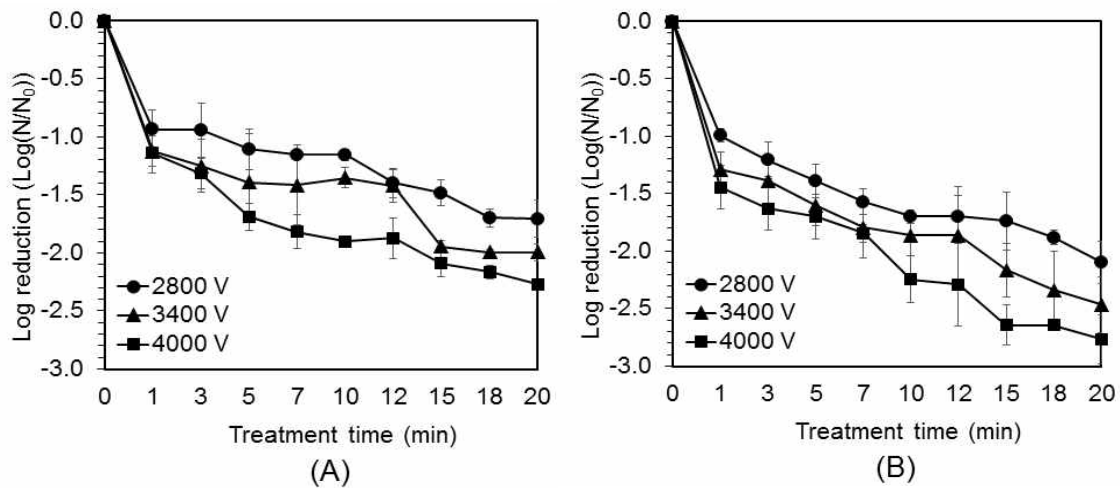 0.0
-0.5
-1.0
-1.5
-2.0
-2.5
-3.0
Log reduction (Log(N/N₀))
2800 V
3400 V
4000 V
0 1 3 5 7 10 12 15 18 20
Treatment time (min)
(A)
0.0
-0.5
-1.0
-1.5
-2.0
-2.5
-3.0
Log reduction (Log(N/N₀))
2800 V
3400 V
4000 V
0 1 3 5 7 10 12 15 18 20
Treatment time (min)
(B)